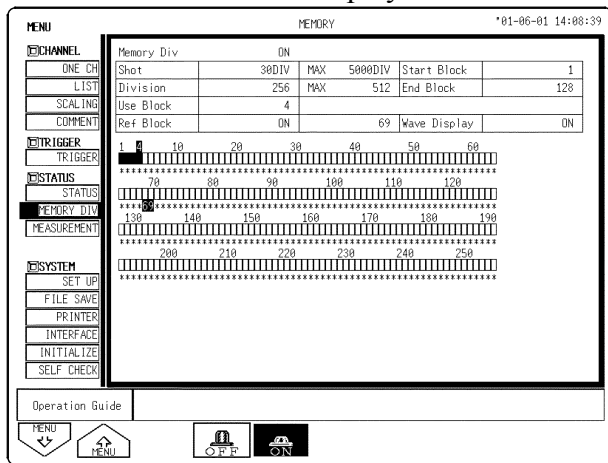 MENU MEMORY '01-06-01 14:08:39
CHANNEL
ONE CH
LIST
SCALING
COMMENT
TRIGGER
TRIGGER
STATUS
STATUS
MEMORY DIV
MEASUREMENT
SYSTEM
SET UP
FILE SAVE
PRINTER
INTERFACE
INITIALIZE
SELF CHECK
Memory Div ON
Shot 30DIV MAX 5000DIV Start Block 1
Division 256 MAX 512 End Block 128
Use Block 4
Ref Block ON 69 Wave Display ON
1 4 10 20 30 40 50 60
****************************************************************
70 80 90 100 110 120
****69**********************************************************
130 140 150 160 170 180 190
****************************************************************
200 210 220 230 240 250
****************************************************************
Operation Guide
MENU
MENU
OFF ON